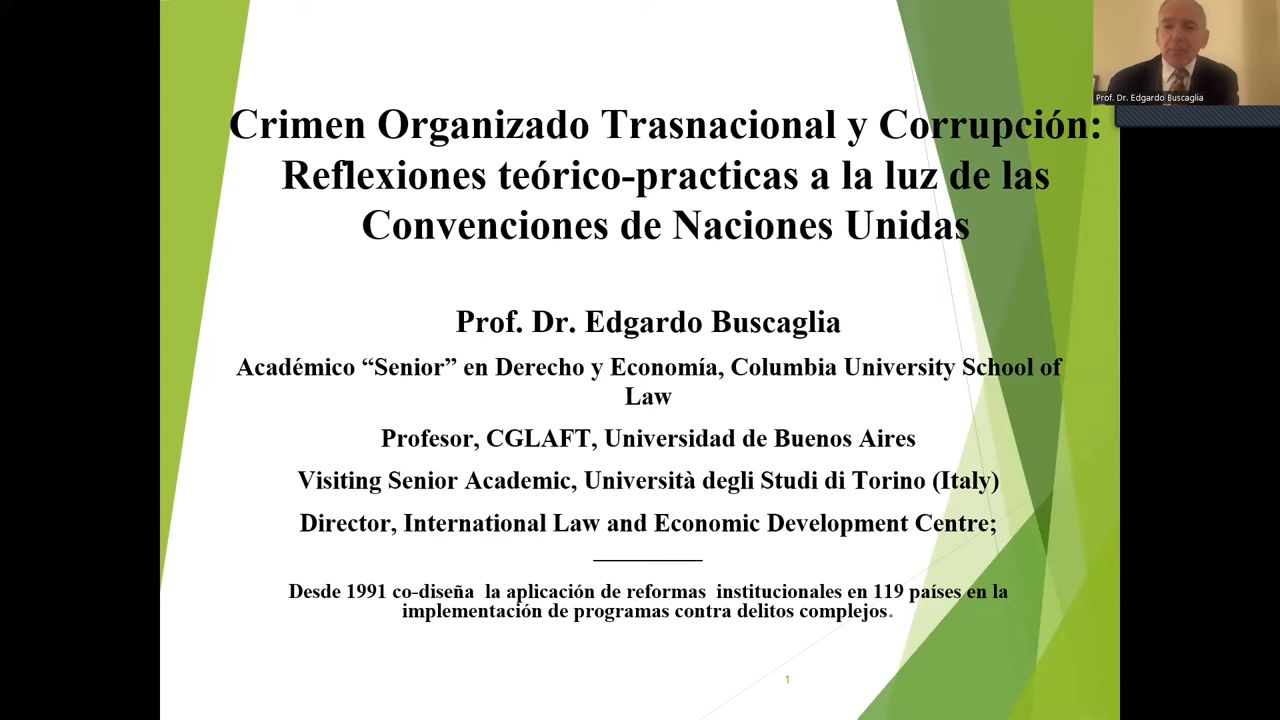 Crimen Organizado Trasnacional y Corrupción:
Reflexiones teórico-practicas a la luz de las
Convenciones de Naciones Unidas
Prof. Dr. Edgardo Buscaglia
Académico “Senior” en Derecho y Economía, Columbia University School of
Law
Profesor, CGLAFT, Universidad de Buenos Aires
Visiting Senior Academic, Università degli Studi di Torino (Italy)
Director, International Law and Economic Development Centre;
Desde 1991 co-diseña la aplicación de reformas institucionales en 119 países en la
implementación de programas contra delitos complejos.
1
Prof. Dr. Edgardo Buscaglia